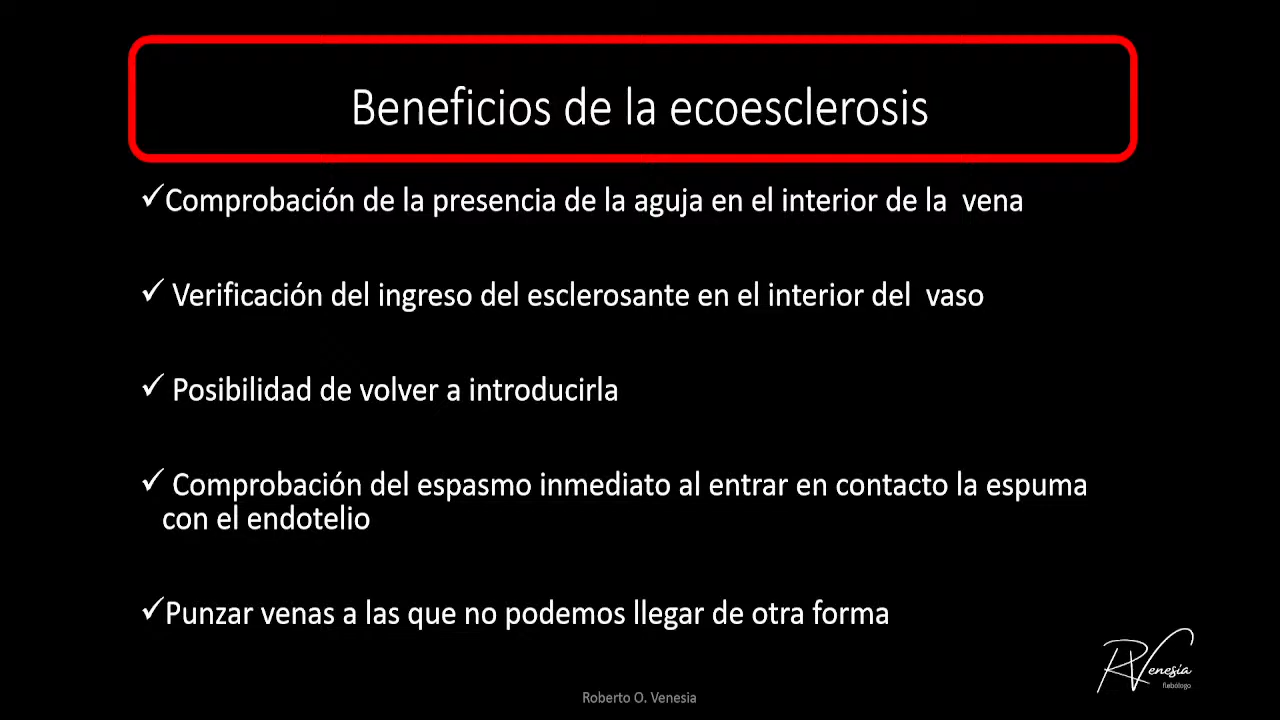 Beneficios de la ecoesclerosis
✓Comprobación de la presencia de la aguja en el interior de la vena
✓ Verificación del ingreso del esclerosante en el interior del vaso
✓ Posibilidad de volver a introducirla
✓ Comprobación del espasmo inmediato al entrar en contacto la espuma
con el endotelio
✓Punzar venas a las que no podemos llegar de otra forma
RVenesia
flebólogo
Roberto O. Venesia